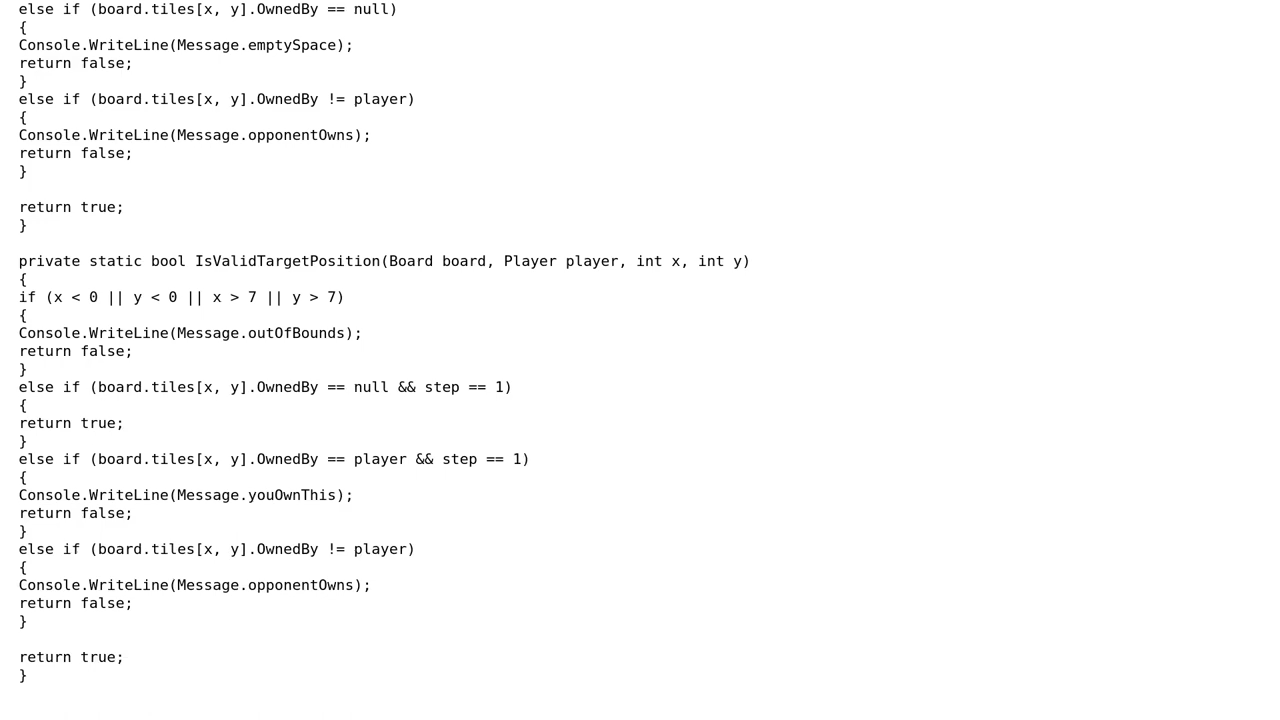 else if (board.tiles[x, y].OwnedBy == null)
{
Console.WriteLine(Message.emptySpace);
return false;
}
else if (board.tiles[x, y].OwnedBy != player)
{
Console.WriteLine(Message.opponentOwns);
return false;
}

return true;
}

private static bool IsValidTargetPosition(Board board, Player player, int x, int y)
{
if (x < 0 || y < 0 || x > 7 || y > 7)
{
Console.WriteLine(Message.outOfBounds);
return false;
}
else if (board.tiles[x, y].OwnedBy == null && step == 1)
{
return true;
}
else if (board.tiles[x, y].OwnedBy == player && step == 1)
{
Console.WriteLine(Message.youOwnThis);
return false;
}
else if (board.tiles[x, y].OwnedBy != player)
{
Console.WriteLine(Message.opponentOwns);
return false;
}

return true;
}